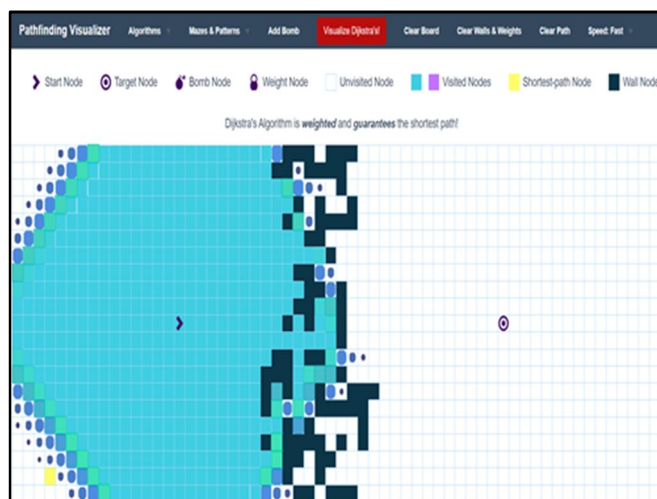 Pathfinding Visualizer Algorithms Mazes & Patterns Add Bomb Visualize Dijkstra's! Clear Board Clear Walls & Weights Clear Path Speed: Fast
Start Node Target Node Bomb Node Weight Node Unvisited Node Visited Nodes Shortest-path Node Wall Node
Dijkstra's Algorithm is weighted and guarantees the shortest path!